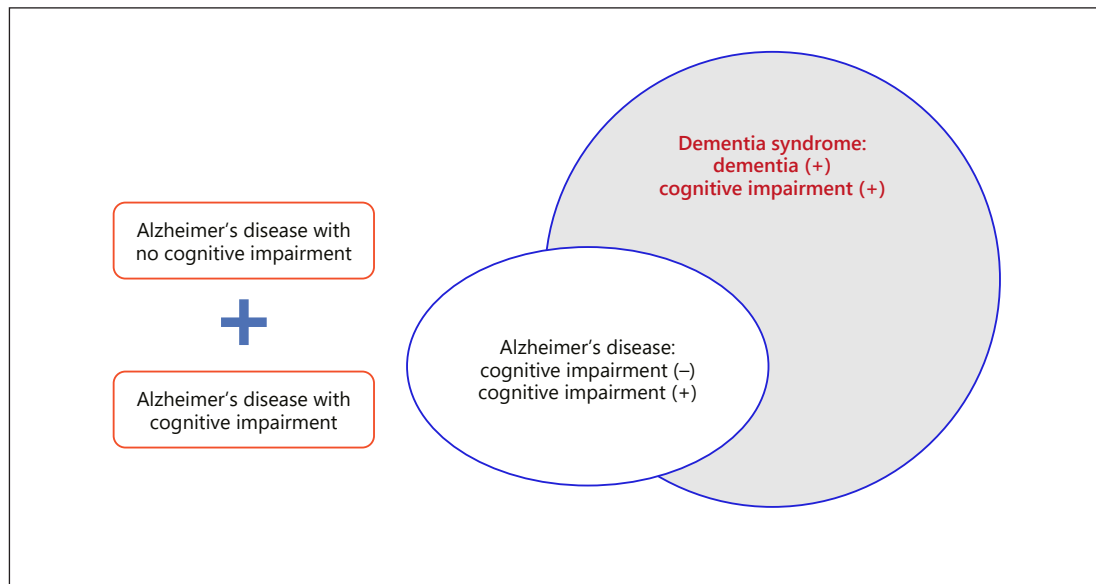 Dementia syndrome:
dementia (+)
cognitive impairment (+)
Alzheimer’s disease with
no cognitive impairment
+
Alzheimer’s disease with
cognitive impairment
Alzheimer’s disease:
cognitive impairment (–)
cognitive impairment (+)